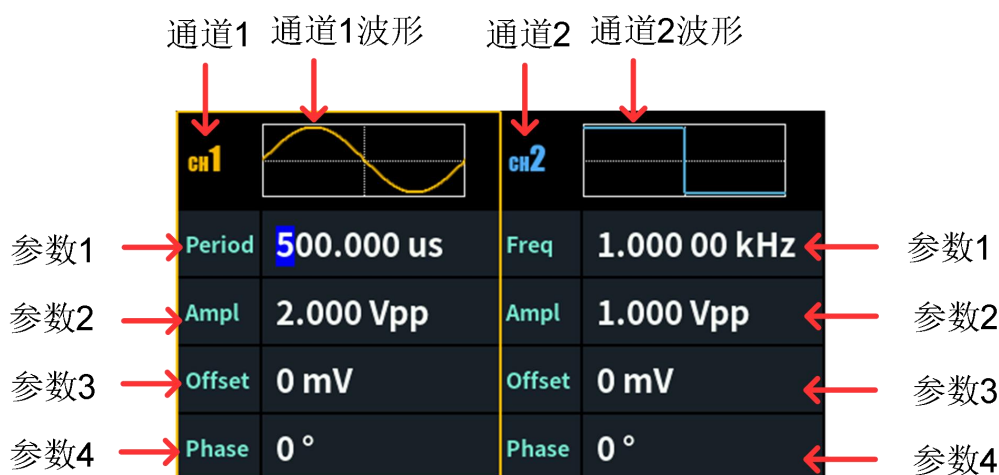 通道1 通道1波形 通道2 通道2波形
CH1 CH2
参数1 Period 500.000 us Freq 1.000 00 kHz 参数1
参数2 Ampl 2.000 Vpp Ampl 1.000 Vpp 参数2
参数3 Offset 0 mV Offset 0 mV 参数3
参数4 Phase 0 ° Phase 0 ° 参数4